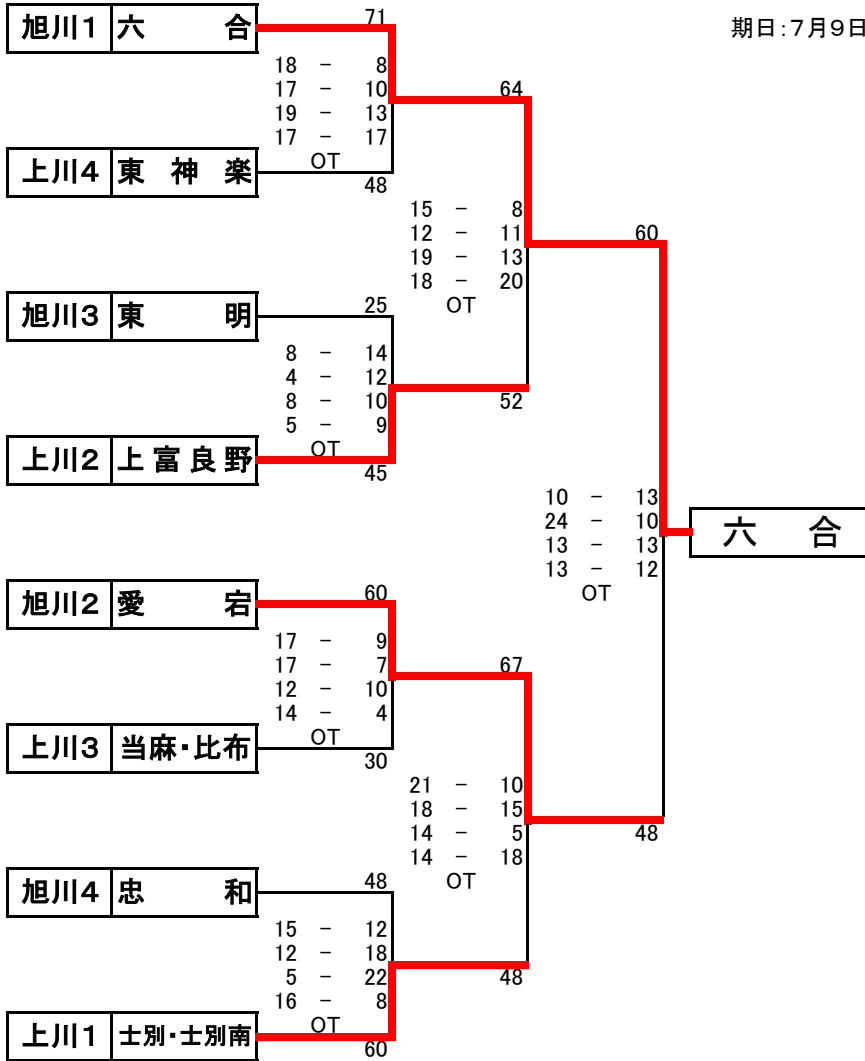 期日:7月9日
旭川1 六 合
71
18 - 8
17 - 10
19 - 13
17 - 17
OT
上川4 東 神 楽
48
64
15 - 8
12 - 11
19 - 13
18 - 20
OT
52
旭川3 東 明
25
8 - 14
4 - 12
8 - 10
5 - 9
OT
上川2 上富良野
45
60
10 - 13
24 - 10
13 - 13
13 - 12
OT
48
六 合
旭川2 愛 宕
60
17 - 9
17 - 7
12 - 10
14 - 4
OT
上川3 当麻・比布
30
67
21 - 10
18 - 15
14 - 5
14 - 18
OT
48
旭川4 忠 和
48
15 - 12
12 - 18
5 - 22
16 - 8
OT
上川1 士別・士別南
60